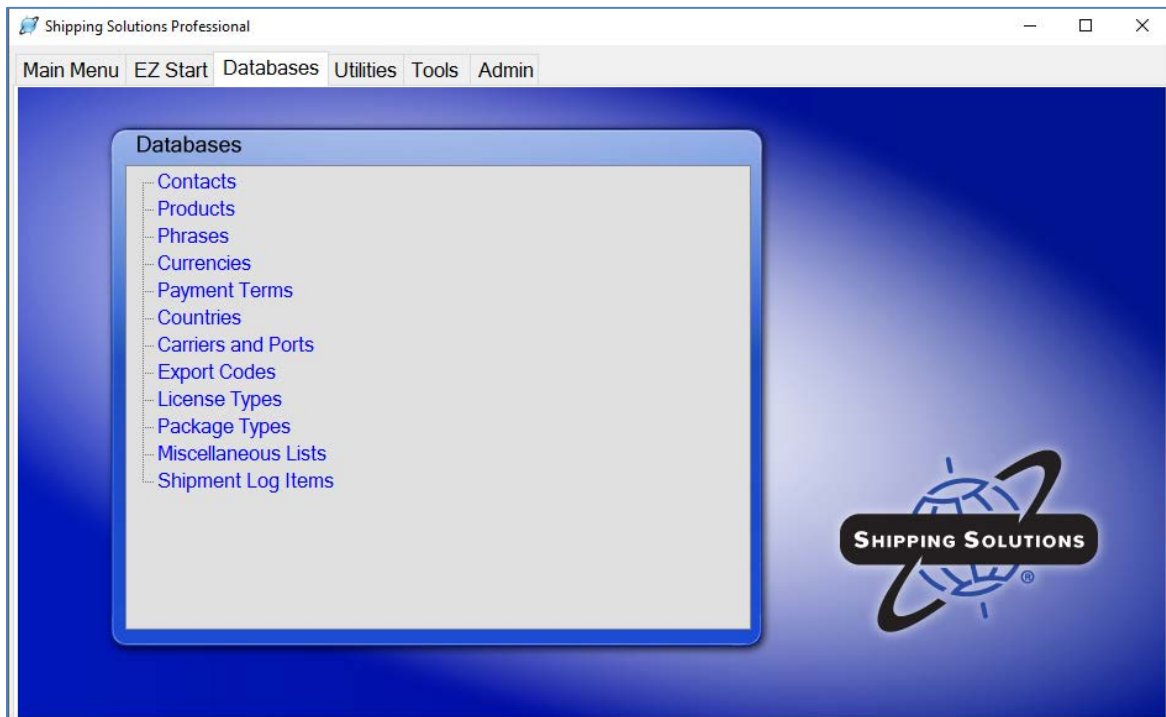 Shipping Solutions Professional
Main Menu EZ Start Databases Utilities Tools Admin
Databases
Contacts
Products
Phrases
Currencies
Payment Terms
Countries
Carriers and Ports
Export Codes
License Types
Package Types
Miscellaneous Lists
Shipment Log Items
SHIPPING SOLUTIONS
®